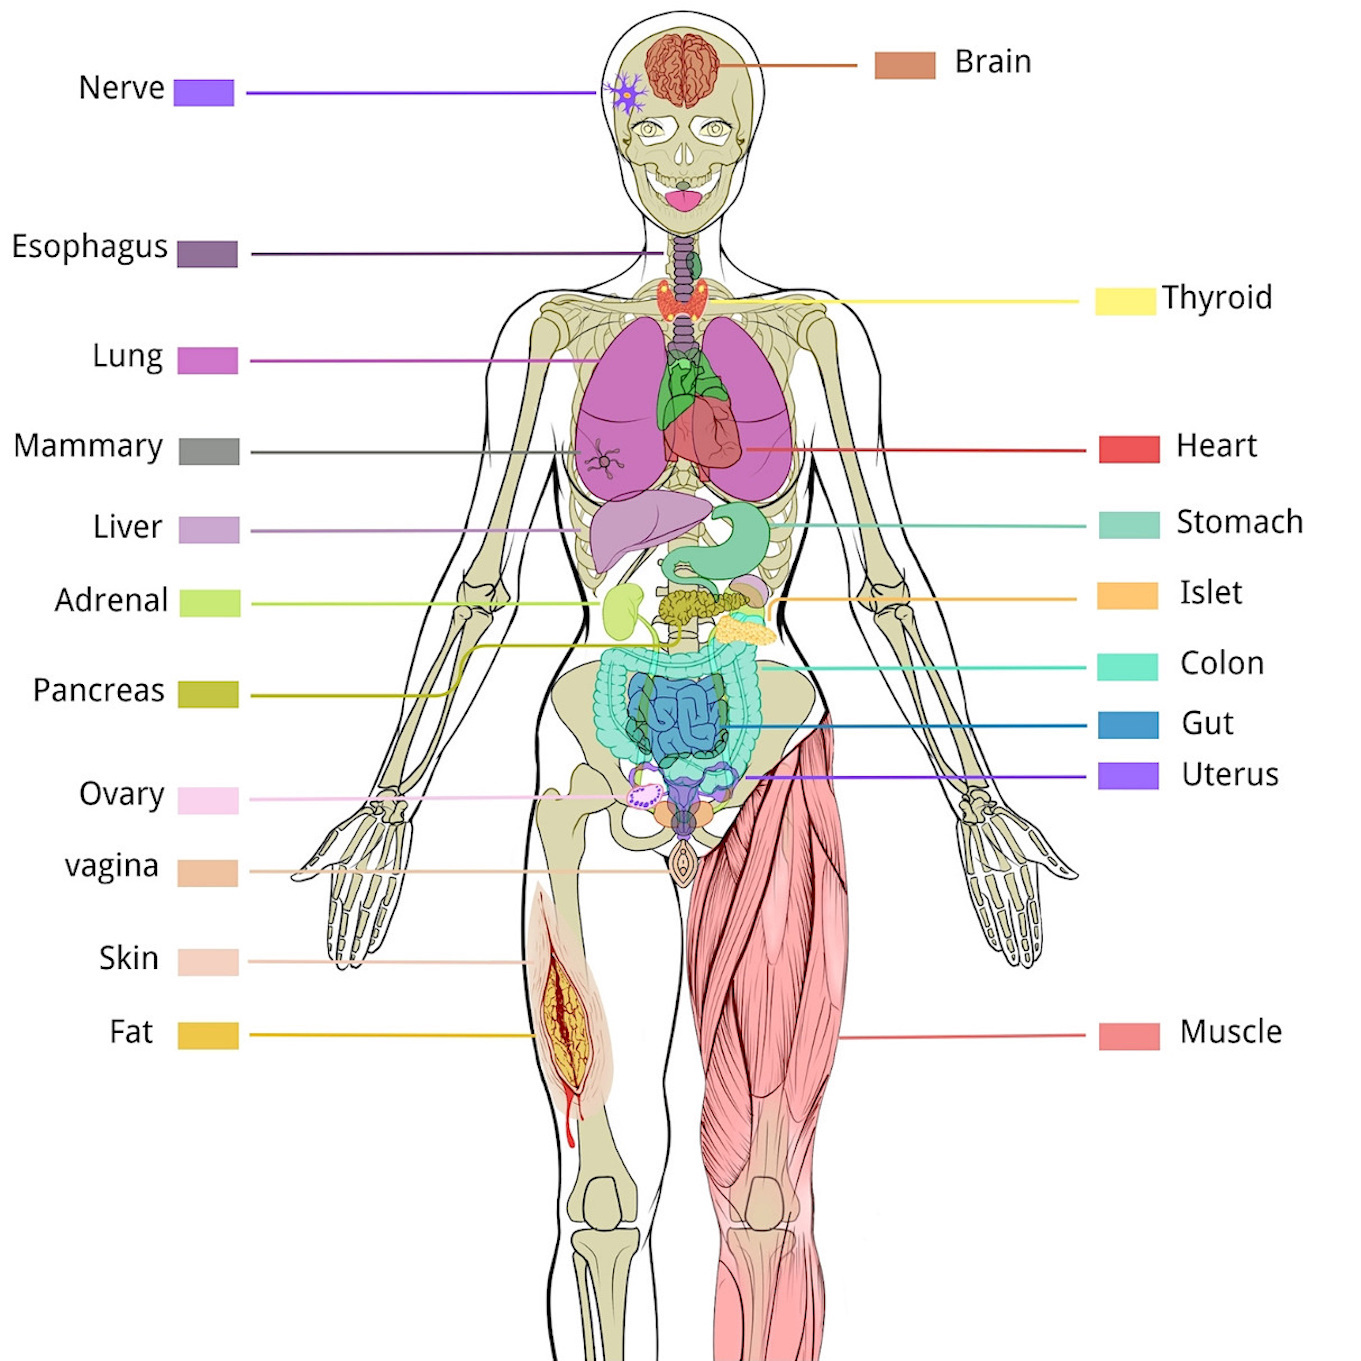 Nerve
Brain
Esophagus
Thyroid
Lung
Mammary
Heart
Liver
Stomach
Adrenal
Islet
Pancreas
Colon
Gut
Ovary
Uterus
vagina
Skin
Fat
Muscle